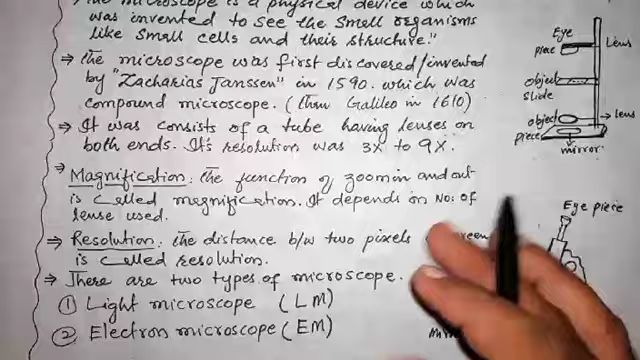 microscope is a physical device which
was invented to see the small organisms
like small cells and their structure."
⇒ The microscope was first discovered/invented
by "Zacharias Janssen" in 1590. which was
compound microscope. (then Galileo in 1610)
⇒ It was consists of a tube having lenses on
both ends. It's resolution was 3X to 9X.
⇒ Magnification: The function of zoomin and out
is called magnification. It depends on No: of
lense used.
⇒ Resolution: The distance b/w two pixels
is called resolution.
⇒ There are two types of microscope.
① Light microscope (LM)
② Electron microscope (EM)
Eye
piece
Lens
object
slide
object
piece
lens
mirror
Eye piece